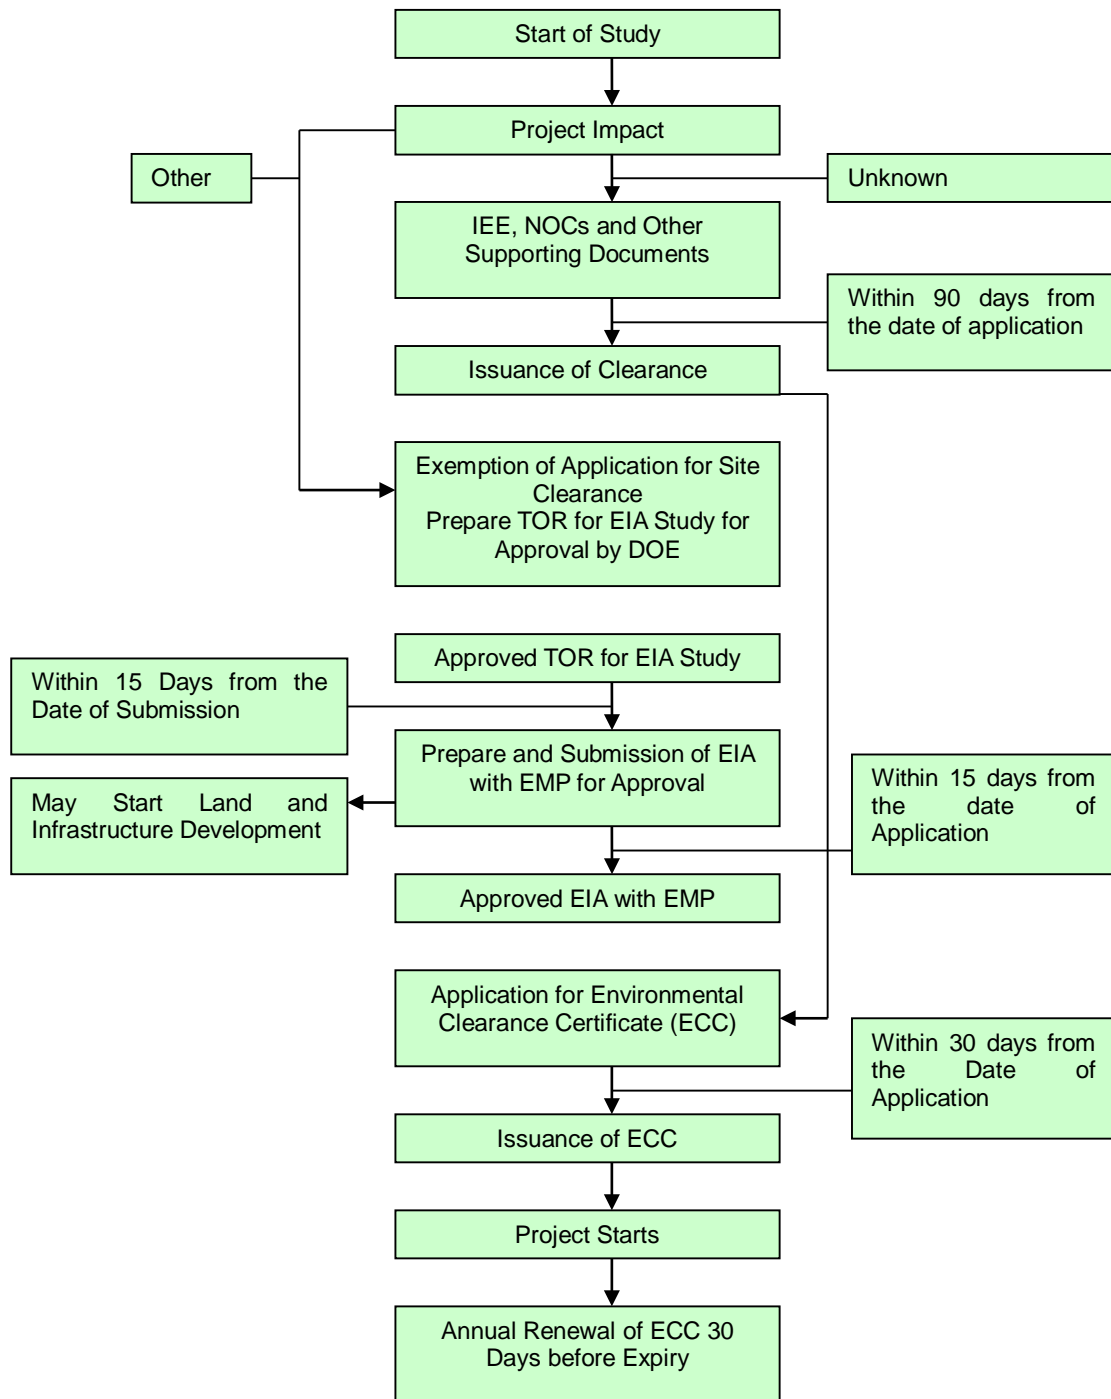 Start of Study
Project Impact
Other
Unknown
IEE, NOCs and Other
Supporting Documents
Within 90 days from
the date of application
Issuance of Clearance
Exemption of Application for Site
Clearance
Prepare TOR for EIA Study for
Approval by DOE
Approved TOR for EIA Study
Within 15 Days from the
Date of Submission
Prepare and Submission of EIA
with EMP for Approval
Within 15 days from
the date of
Application
May Start Land and
Infrastructure Development
Approved EIA with EMP
Application for Environmental
Clearance Certificate (ECC)
Within 30 days from
the Date of
Application
Issuance of ECC
Project Starts
Annual Renewal of ECC 30
Days before Expiry